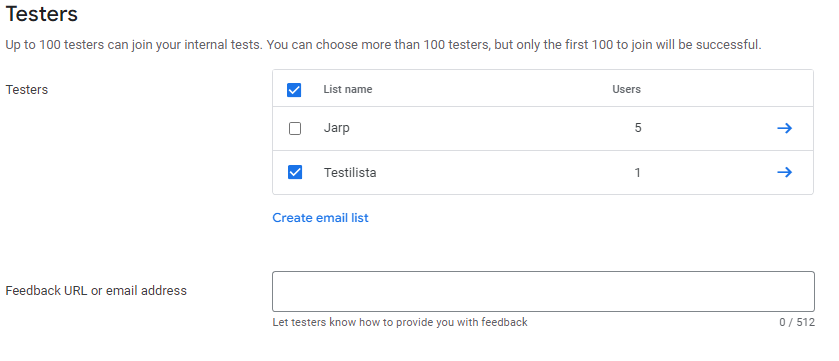 Testers
Up to 100 testers can join your internal tests. You can choose more than 100 testers, but only the first 100 to join will be successful.
Testers
List name Users
Jarp 5
Testilista 1
Create email list
Feedback URL or email address
Let testers know how to provide you with feedback 0 / 512